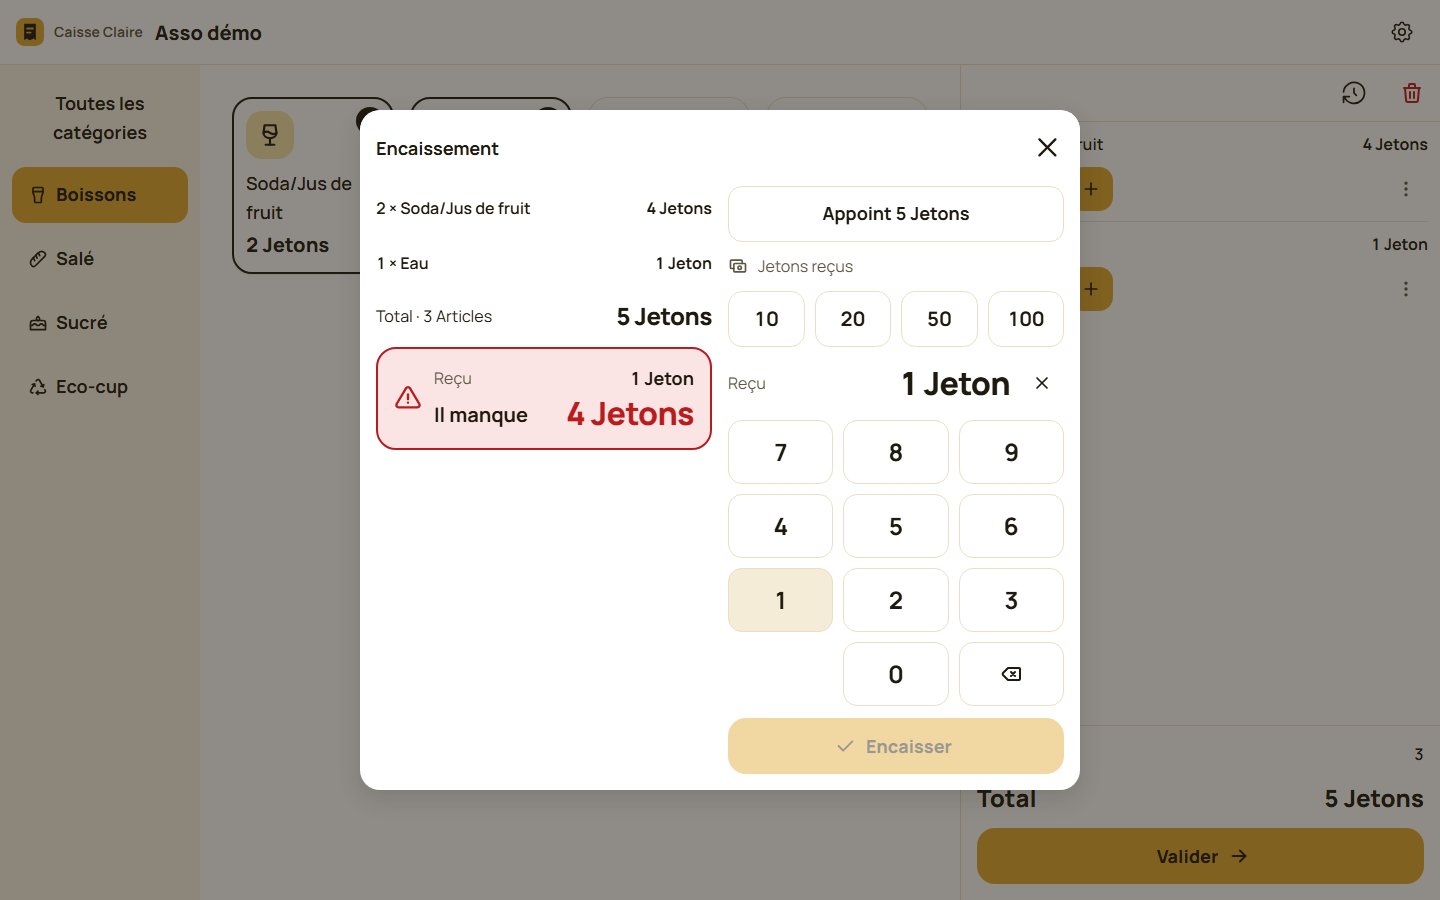 Caisse Claire Asso démo
Toutes les
catégories
Boissons
Salé
Sucré
Eco-cup
Soda/Jus de
fruit
2 Jetons
Encaissement
2 × Soda/Jus de fruit 4 Jetons
1 × Eau 1 Jeton
Total · 3 Articles 5 Jetons
Reçu 1 Jeton
Il manque 4 Jetons
Appoint 5 Jetons
Jetons reçus
10 20 50 100
Reçu 1 Jeton
7 8 9
4 5 6
1 2 3
0
Encaisser
4 Jetons
1 Jeton
3
Total 5 Jetons
Valider